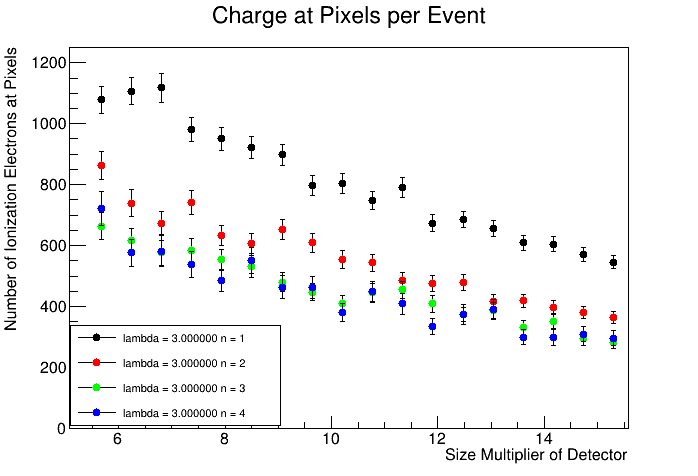 Charge at Pixels per Event
Number of Ionization Electrons at Pixels
1200
1000
800
600
400
200
0
lambda = 3.000000 n = 1
lambda = 3.000000 n = 2
lambda = 3.000000 n = 3
lambda = 3.000000 n = 4
6 8 10 12 14
Size Multiplier of Detector